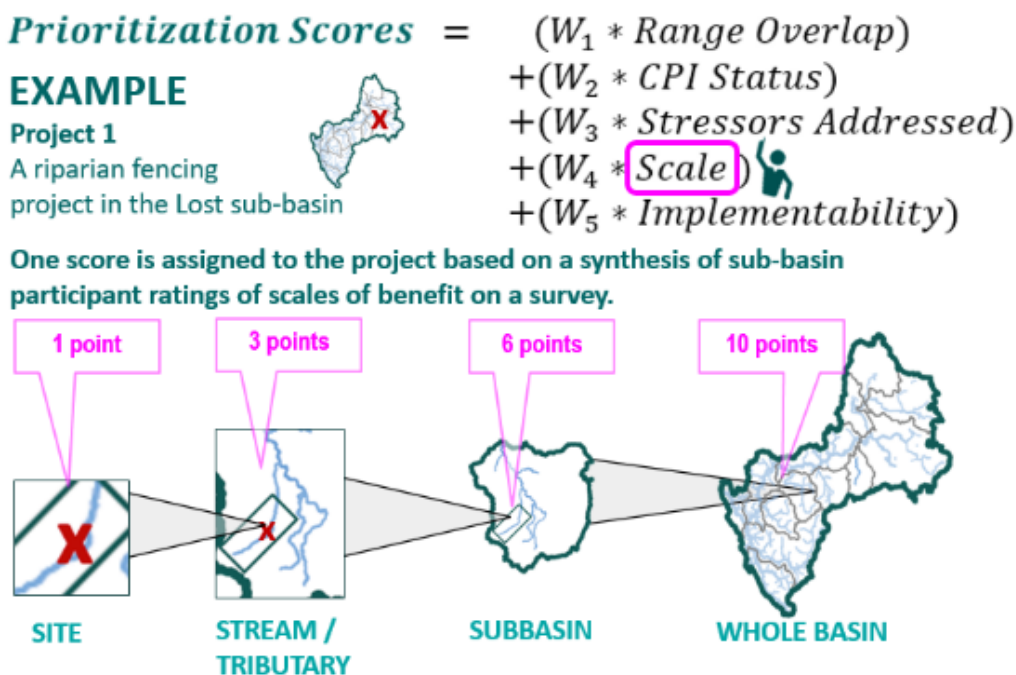 Prioritization Scores = (W₁ * Range Overlap)
+(W₂ * CPI Status)
+(W₃ * Stressors Addressed)
+(W₄ * Scale)
+(W₅ * Implementability)
EXAMPLE
Project 1
A riparian fencing
project in the Lost sub-basin
X
One score is assigned to the project based on a synthesis of sub-basin
participant ratings of scales of benefit on a survey.
1 point
3 points
6 points
10 points
X
X
SITE
STREAM /
TRIBUTARY
SUBBASIN
WHOLE BASIN